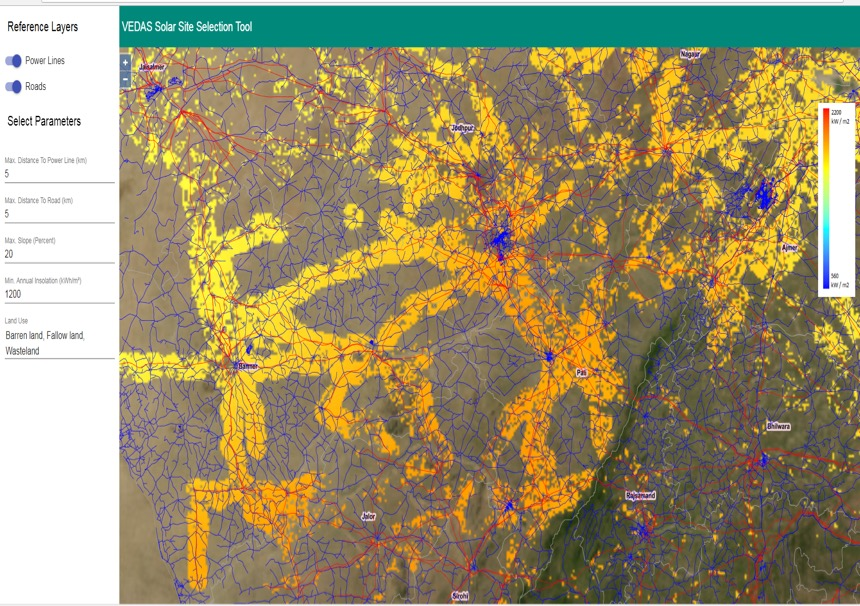 Reference Layers
Power Lines
Roads
Select Parameters
Max. Distance To Power Line (km)
5
Max. Distance To Road (km)
5
Max. Slope (Percent)
20
Min. Annual Insolation (kWh/m²)
1200
Land Use
Barren land, Fallow land,
Wasteland
VEDAS Solar Site Selection Tool
+
−
Jaisalmer
Nagaur
Jodhpur
2200
kW / m2
Ajmer
560
kW / m2
Barmer
Pali
Bhilwara
Rajsamand
Jalor
Sirohi